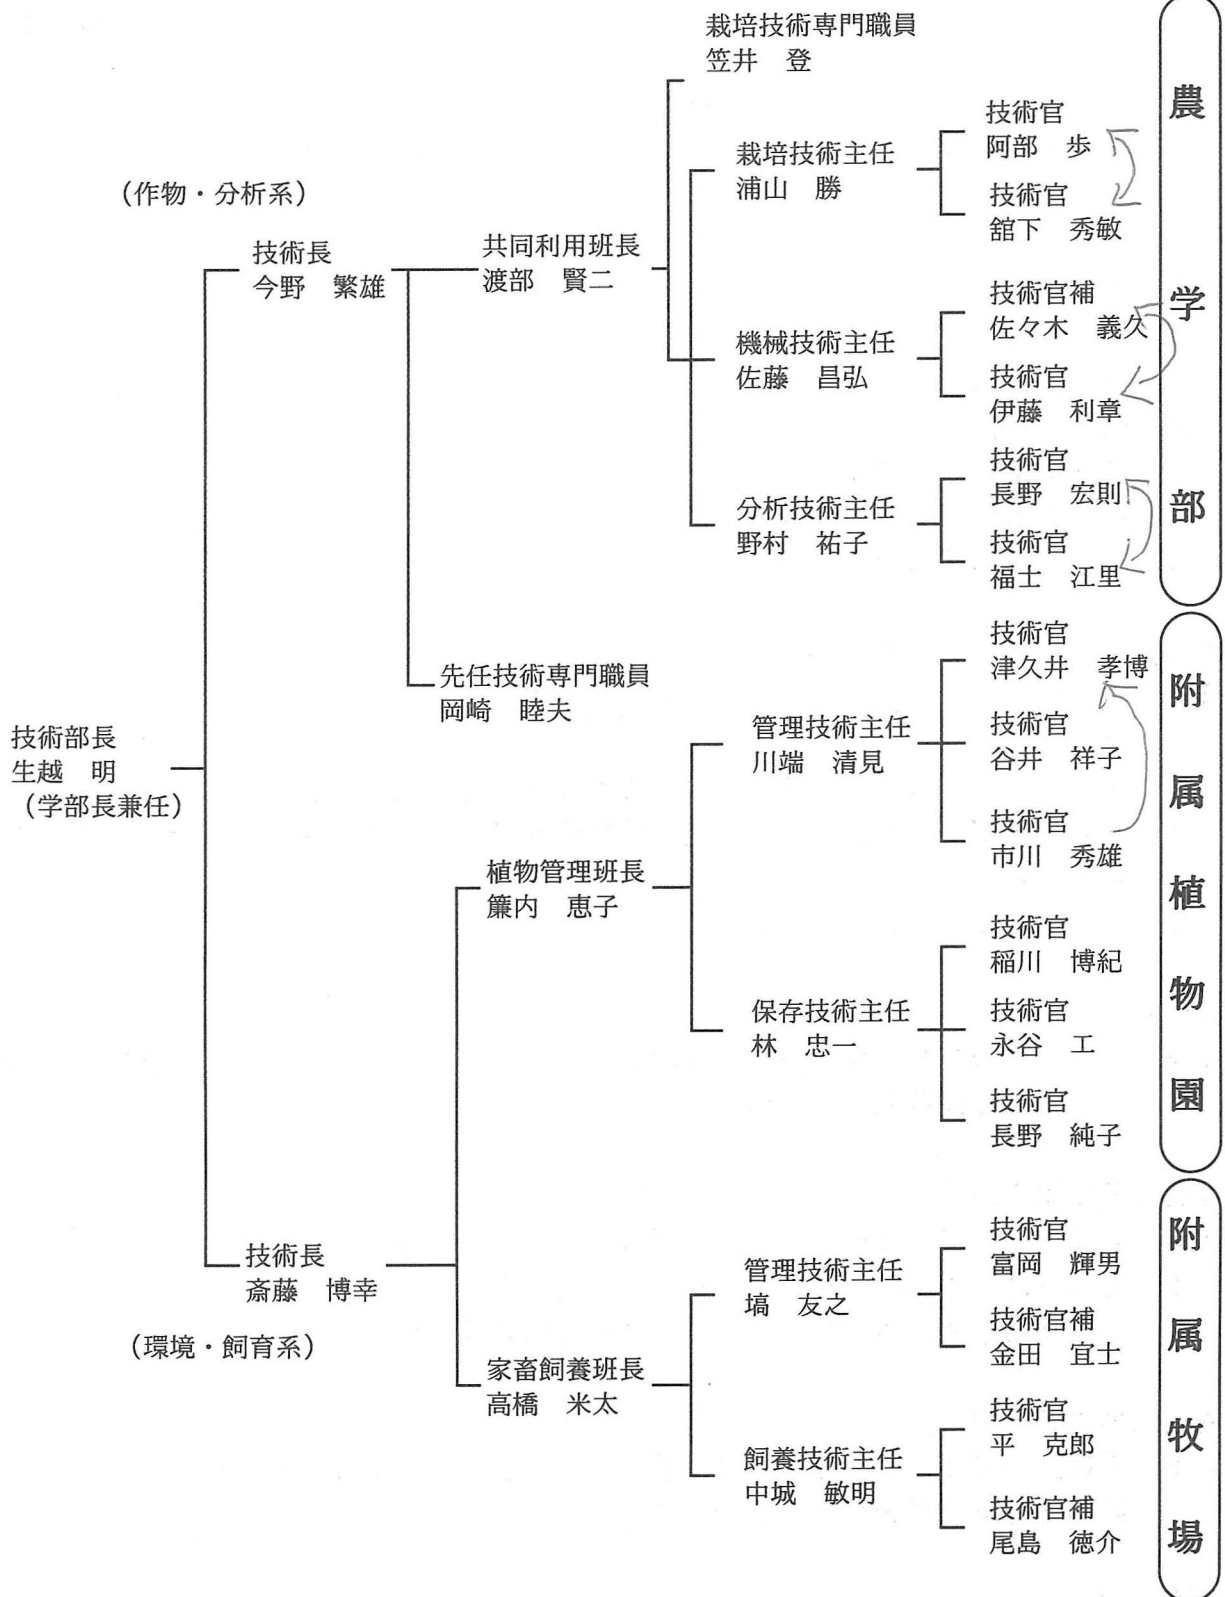 技術部長
生越　明
（学部長兼任）
（作物・分析系）
技術長
今野　繁雄
共同利用班長
渡部　賢二
栽培技術専門職員
笠井　登
栽培技術主任
浦山　勝
技術官
阿部　歩
技術官
舘下　秀敏
機械技術主任
佐藤　昌弘
技術官補
佐々木　義久
技術官
伊藤　利章
分析技術主任
野村　祐子
技術官
長野　宏則
技術官
福士　江里
先任技術専門職員
岡崎　睦夫
技術長
斎藤　博幸
（環境・飼育系）
植物管理班長
簾内　恵子
管理技術主任
川端　清見
技術官
津久井　孝博
技術官
谷井　祥子
技術官
市川　秀雄
保存技術主任
林　忠一
技術官
稲川　博紀
技術官
永谷　工
技術官
長野　純子
家畜飼養班長
高橋　米太
管理技術主任
塙　友之
技術官
富岡　輝男
技術官補
金田　宜士
飼養技術主任
中城　敏明
技術官
平　克郎
技術官補
尾島　徳介
農学部
附属植物園
附属牧場